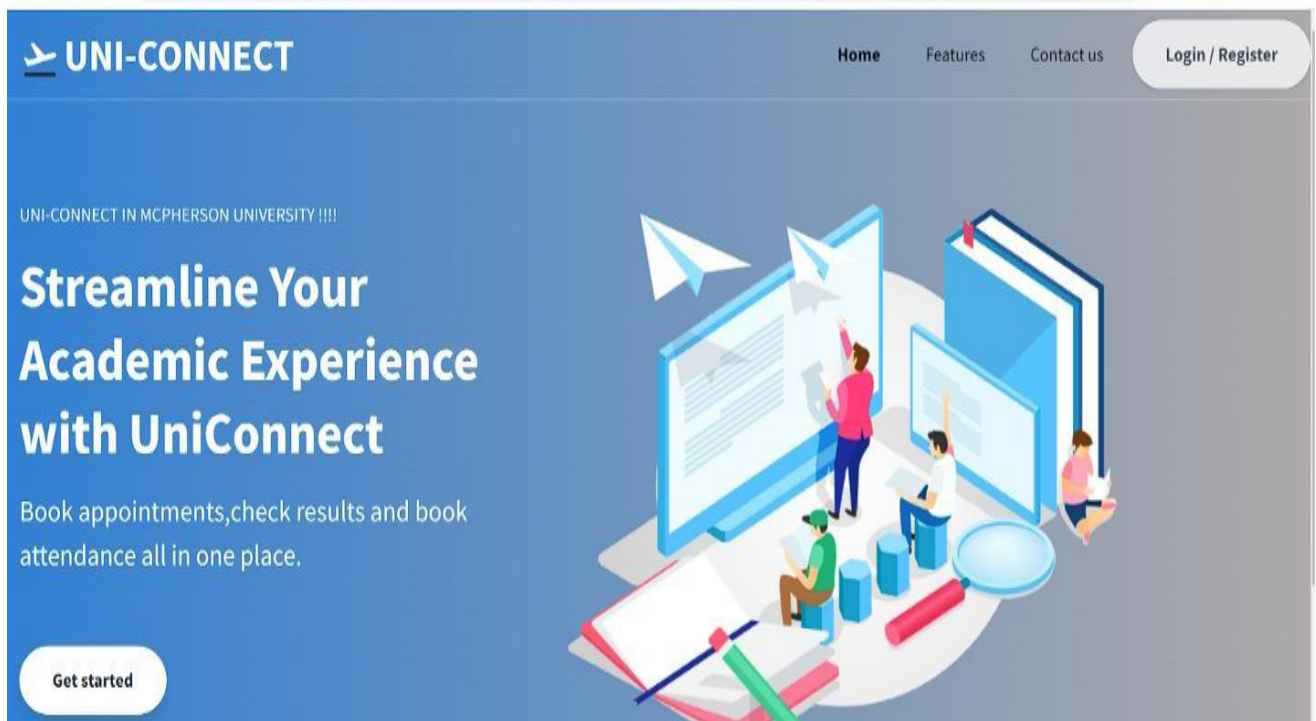 UNI-CONNECT
Home
Features
Contact us
Login / Register
UNI-CONNECT IN MCPHERSON UNIVERSITY !!!!
Streamline Your
Academic Experience
with UniConnect
Book appointments,check results and book
attendance all in one place.
Get started